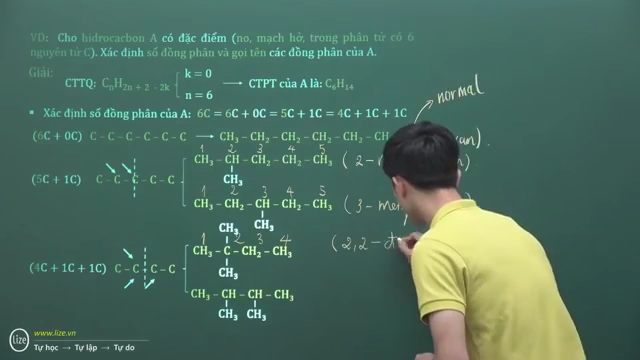 VD: Cho hidrocacbon A có đặc điểm (no, mạch hở, trong phân tử có 6
nguyên tử C). Xác định số đồng phân và gọi tên các đồng phân của A.
Giải:
CTTQ: CₙH₂ₙ₊₂₋₂ₖ { k = 0
n = 6 → CTPT của A là: C₆H₁₄
normal
▪ Xác định số đồng phân của A: 6C = 6C + 0C = 5C + 1C = 4C + 1C + 1C
(6C + 0C) C – C – C – C – C – C → CH₃ – CH₂ – CH₂ – CH₂ – CH₂ – CH
1 2 3 4 5
CH₃ – CH – CH₂ – CH₂ – CH₃ (2 –
CH₃
(5C + 1C) C – C – C – C – C
1 2 3 4 5
CH₃ – CH₂ – CH – CH₂ – CH₃ (3 –
CH₃
CH₃
1 2 3 4
CH₃ – C – CH₂ – CH₃ (2,2 –
CH₃
(4C + 1C + 1C) C – C – C – C
CH₃ – CH – CH – CH₃
CH₃ CH₃
lize
www.lize.vn
Tự học → Tự lập → Tự do